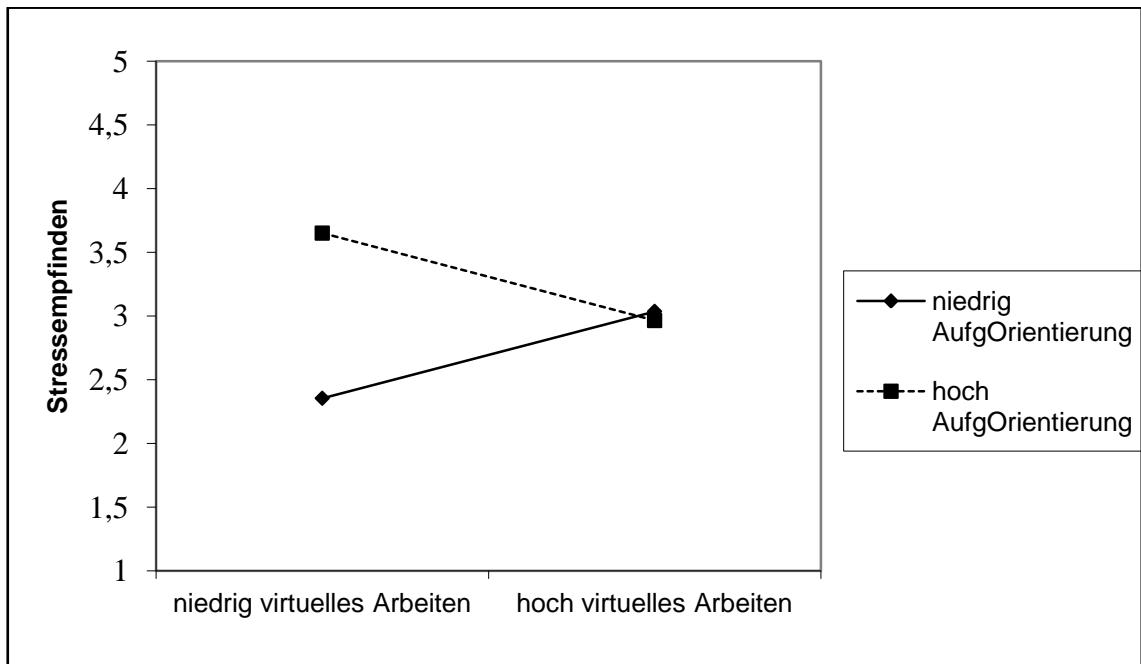 5
4,5
4
3,5
3
2,5
2
1,5
1
Stressempfinden
niedrig virtuelles Arbeiten
hoch virtuelles Arbeiten
niedrig
AufgOrientierung
hoch
AufgOrientierung